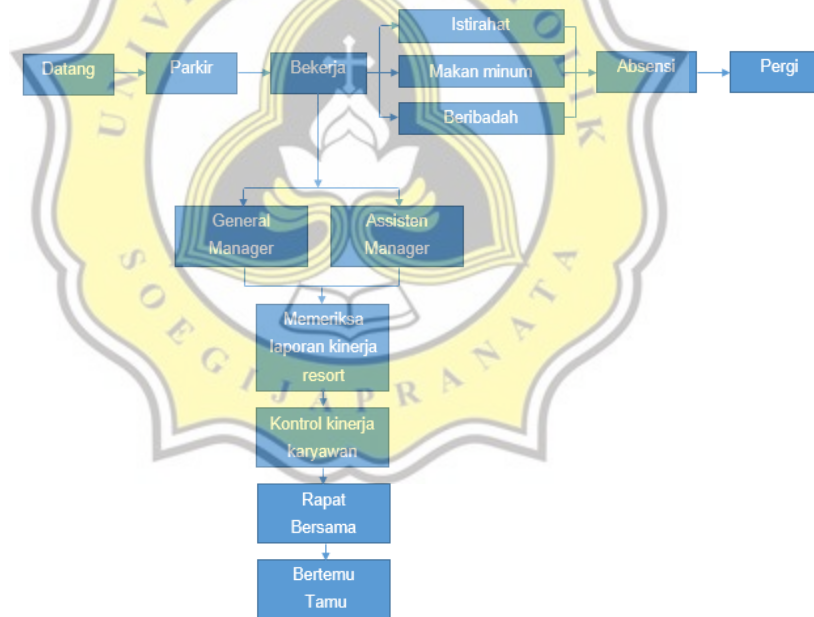 Istirahat
Datang
Parkir
Bekerja
Makan minum
Absensi
Pergi
Beribadah
General
Manager
Assisten
Manager
Memeriksa
laporan kinerja
resort
Kontrol kinerja
karyawan
Rapat
Bersama
Bertemu
Tamu
SOEGIJAPRANATA